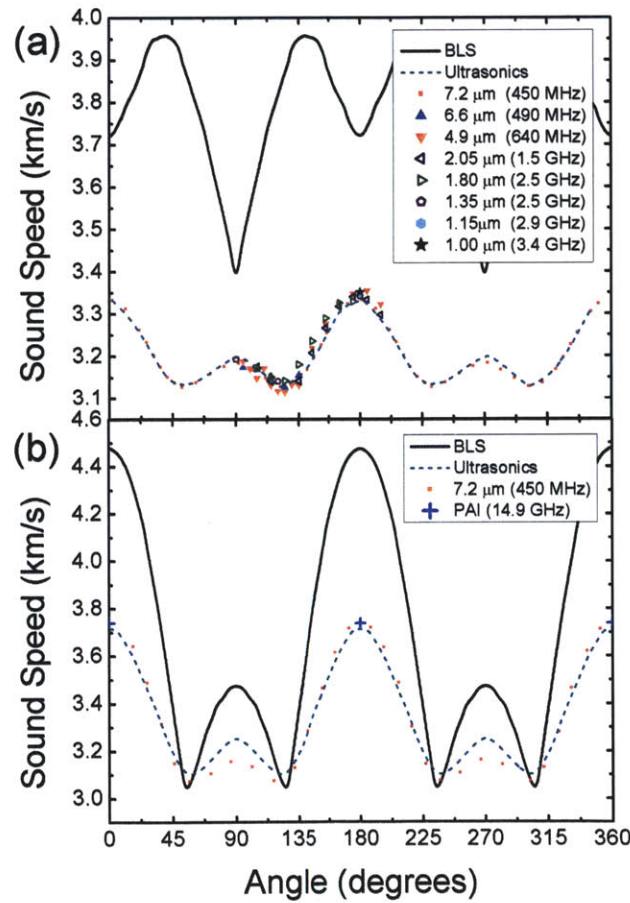 (a)
4.0
3.9
3.8
3.7
3.6
3.5
3.4
3.3
3.2
3.1
Sound Speed (km/s)
BLS
Ultrasonics
7.2 μm (450 MHz)
6.6 μm (490 MHz)
4.9 μm (640 MHz)
2.05 μm (1.5 GHz)
1.80 μm (2.5 GHz)
1.35 μm (2.5 GHz)
1.15μm (2.9 GHz)
1.00 μm (3.4 GHz)
(b)
4.6
4.4
4.2
4.0
3.8
3.6
3.4
3.2
3.0
Sound Speed (km/s)
BLS
Ultrasonics
7.2 μm (450 MHz)
PAI (14.9 GHz)
0 45 90 135 180 225 270 315 360
Angle (degrees)